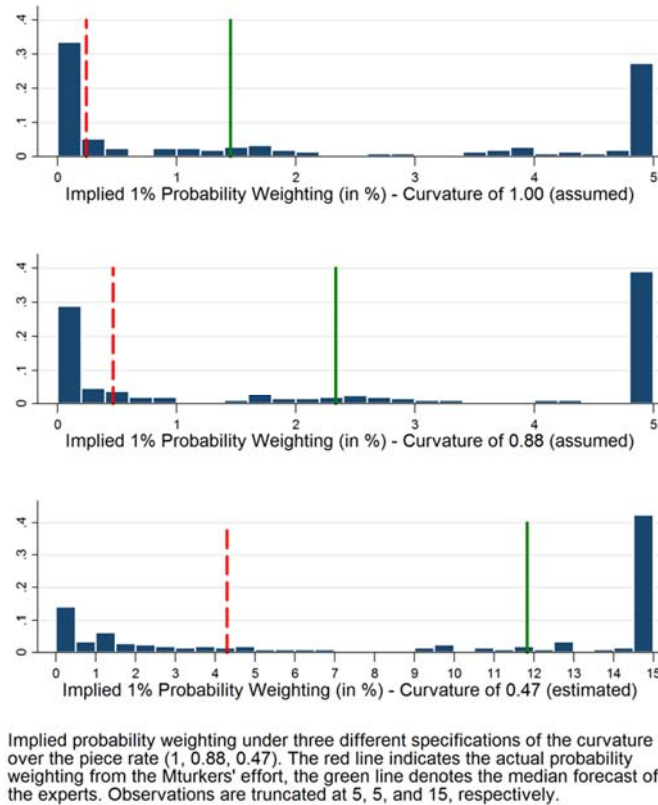 .4
.3
.2
.1
0
0 1 2 3 4 5
Implied 1% Probability Weighting (in %) - Curvature of 1.00 (assumed)
.4
.3
.2
.1
0
0 1 2 3 4 5
Implied 1% Probability Weighting (in %) - Curvature of 0.88 (assumed)
.4
.3
.2
.1
0
0 1 2 3 4 5 6 7 8 9 10 11 12 13 14 15
Implied 1% Probability Weighting (in %) - Curvature of 0.47 (estimated)
Implied probability weighting under three different specifications of the curvature
over the piece rate (1, 0.88, 0.47). The red line indicates the actual probability
weighting from the Mturkers' effort, the green line denotes the median forecast of
the experts. Observations are truncated at 5, 5, and 15, respectively.